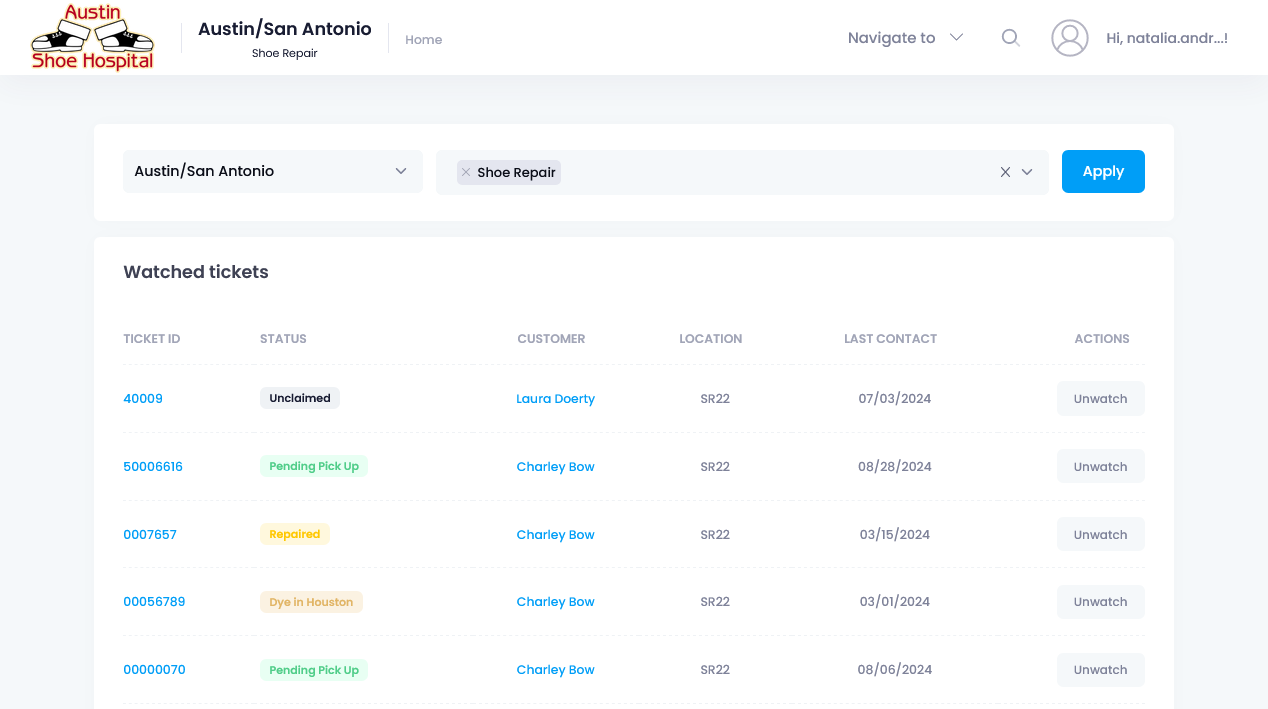 Austin
Shoe Hospital
Austin/San Antonio
Shoe Repair
Home
Navigate to
Hi, natalia.andr...!
Austin/San Antonio
Shoe Repair
Apply
Watched tickets
TICKET ID STATUS CUSTOMER LOCATION LAST CONTACT ACTIONS
40009 Unclaimed Laura Doerty SR22 07/03/2024 Unwatch
50006616 Pending Pick Up Charley Bow SR22 08/28/2024 Unwatch
0007657 Repaired Charley Bow SR22 03/15/2024 Unwatch
00056789 Dye in Houston Charley Bow SR22 03/01/2024 Unwatch
00000070 Pending Pick Up Charley Bow SR22 08/06/2024 Unwatch